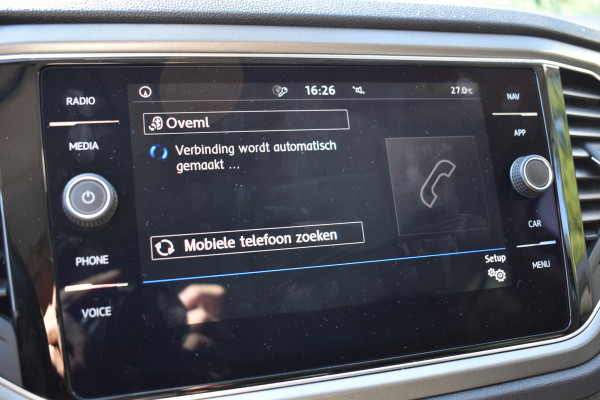 RADIO
MEDIA
PHONE
VOICE
16:26
27.0°C
Oveml
Verbinding wordt automatisch
gemaakt ...
Mobiele telefoon zoeken
Setup
NAV
APP
CAR
MENU